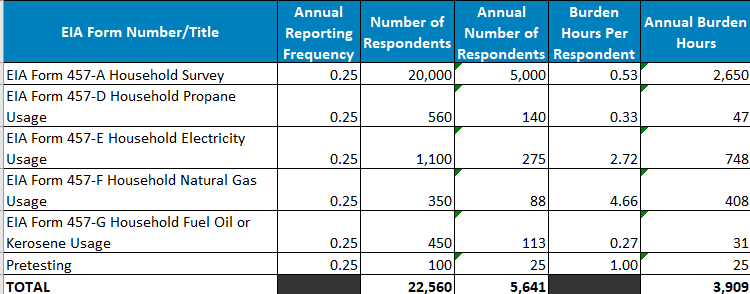 EIA Form Number/Title Annual Reporting Frequency Number of Respondents Annual Number of Respondents Burden Hours Per Respondent Annual Burden Hours
EIA Form 457-A Household Survey 0.25 20,000 5,000 0.53 2,650
EIA Form 457-D Household Propane
Usage 0.25 560 140 0.33 47
EIA Form 457-E Household Electricity
Usage 0.25 1,100 275 2.72 748
EIA Form 457-F Household Natural Gas
Usage 0.25 350 88 4.66 408
EIA Form 457-G Household Fuel Oil or
Kerosene Usage 0.25 450 113 0.27 31
Pretesting 0.25 100 25 1.00 25
TOTAL 22,560 5,641 3,909